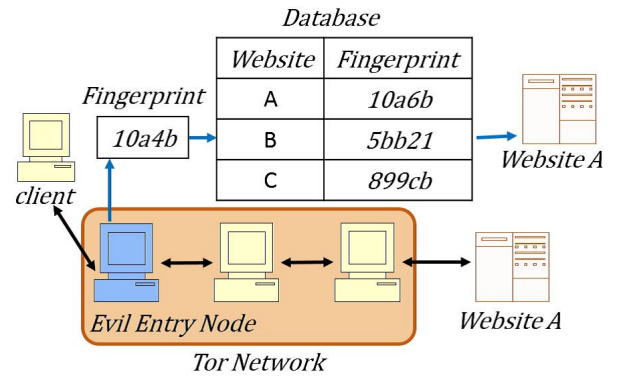 Database
Website Fingerprint
A 10a6b
B 5bb21
C 899cb
Fingerprint
10a4b
Website A
client
Evil Entry Node
Website A
Tor Network